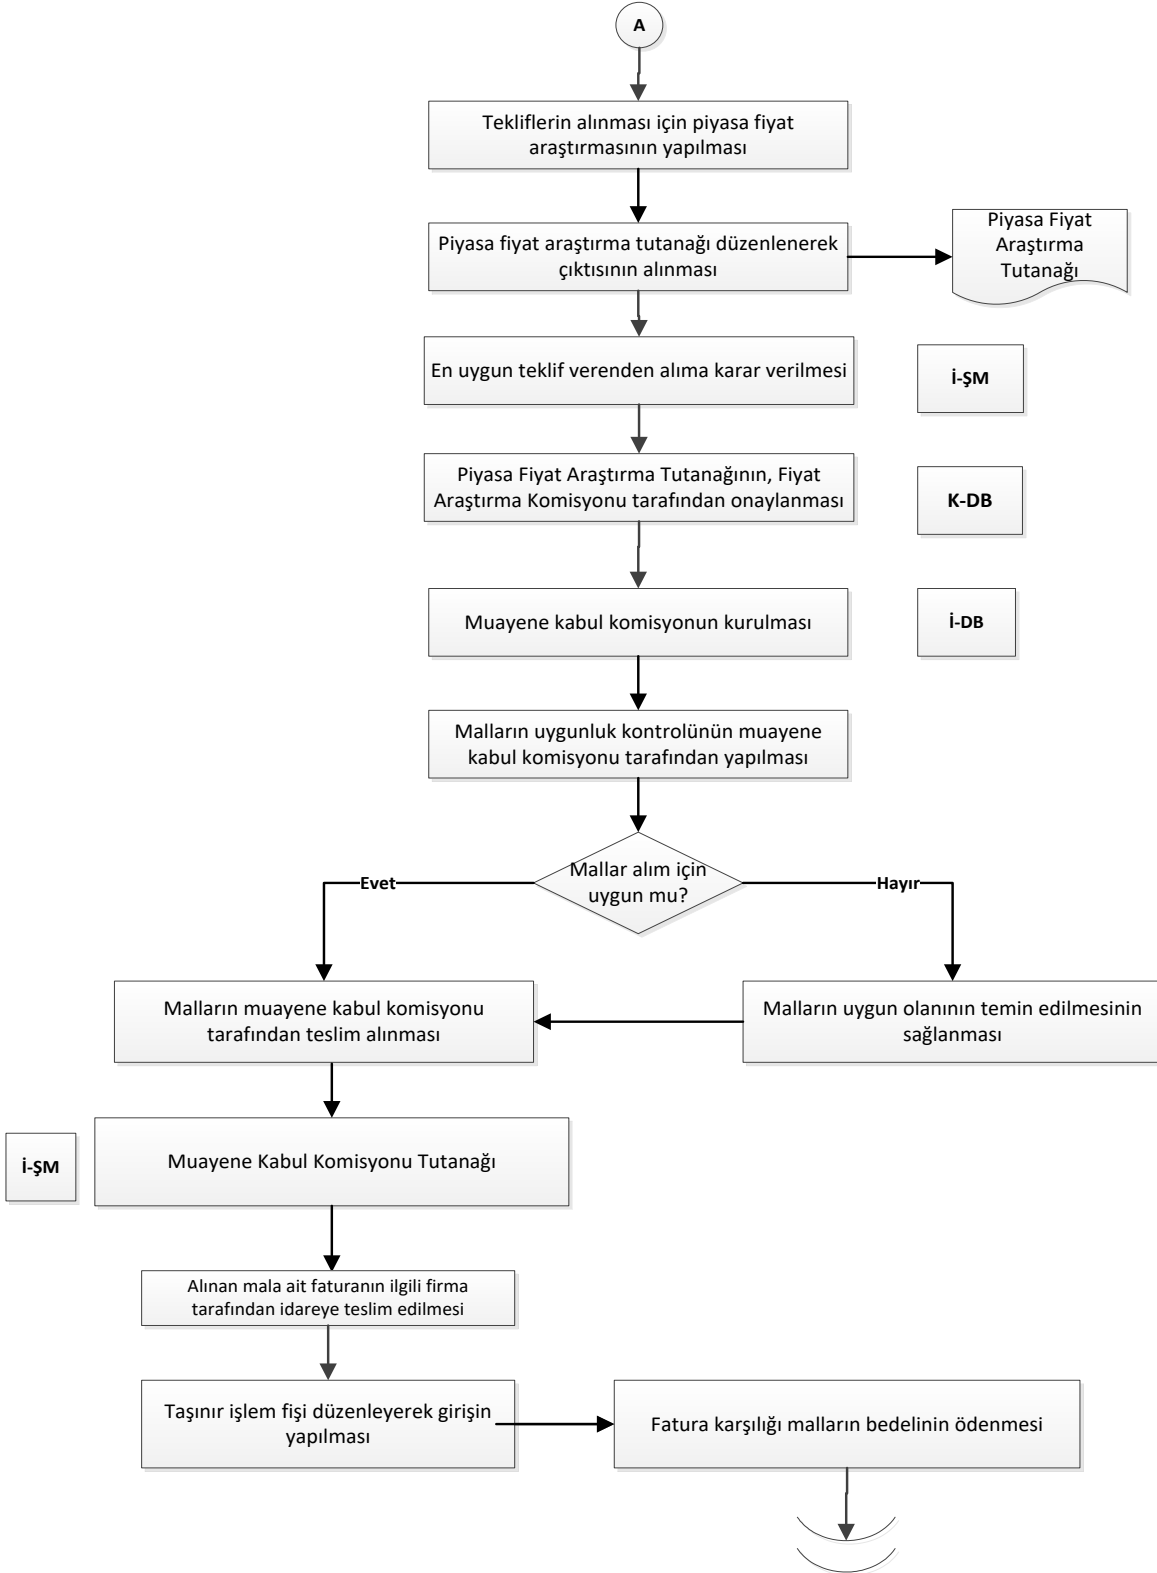 A
Tekliflerin alınması için piyasa fiyat
araştırmasının yapılması
Piyasa fiyat araştırma tutanağı düzenlenerek
çıktısının alınması
Piyasa Fiyat
Araştırma
Tutanağı
En uygun teklif verenden alıma karar verilmesi
İ-ŞM
Piyasa Fiyat Araştırma Tutanağının, Fiyat
Araştırma Komisyonu tarafından onaylanması
K-DB
Muayene kabul komisyonun kurulması
İ-DB
Malların uygunluk kontrolünün muayene
kabul komisyonu tarafından yapılması
Mallar alım için
uygun mu?
Evet
Hayır
Malların muayene kabul komisyonu
tarafından teslim alınması
Malların uygun olanının temin edilmesinin
sağlanması
İ-ŞM
Muayene Kabul Komisyonu Tutanağı
Alınan mala ait faturanın ilgili firma
tarafından idareye teslim edilmesi
Taşınır işlem fişi düzenleyerek girişin
yapılması
Fatura karşılığı malların bedelinin ödenmesi